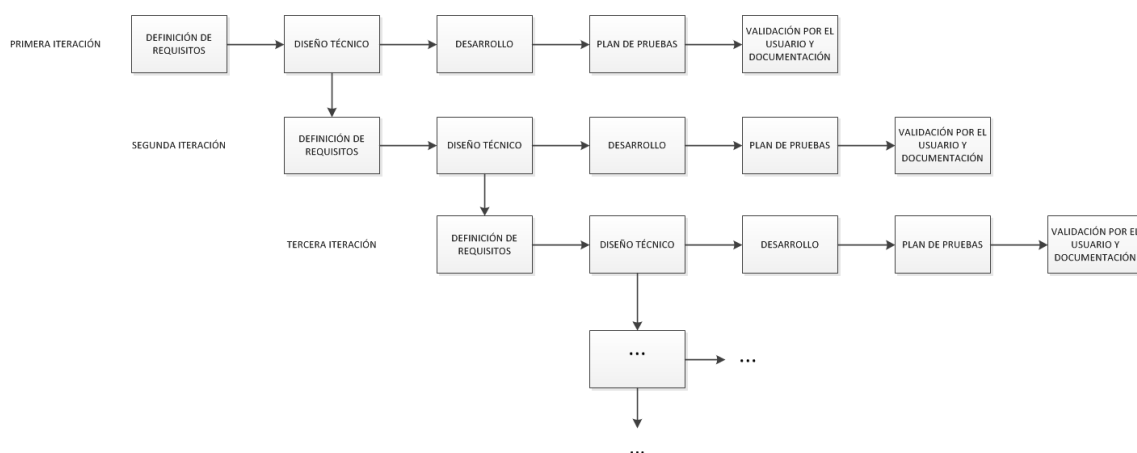 PRIMERA ITERACIÓN
DEFINICIÓN DE
REQUISITOS
DISEÑO TÉCNICO
DESARROLLO
PLAN DE PRUEBAS
VALIDACIÓN POR EL
USUARIO Y
DOCUMENTACIÓN
SEGUNDA ITERACIÓN
DEFINICIÓN DE
REQUISITOS
DISEÑO TÉCNICO
DESARROLLO
PLAN DE PRUEBAS
VALIDACIÓN POR EL
USUARIO Y
DOCUMENTACIÓN
TERCERA ITERACIÓN
DEFINICIÓN DE
REQUISITOS
DISEÑO TÉCNICO
DESARROLLO
PLAN DE PRUEBAS
VALIDACIÓN POR EL
USUARIO Y
DOCUMENTACIÓN
...
...
...